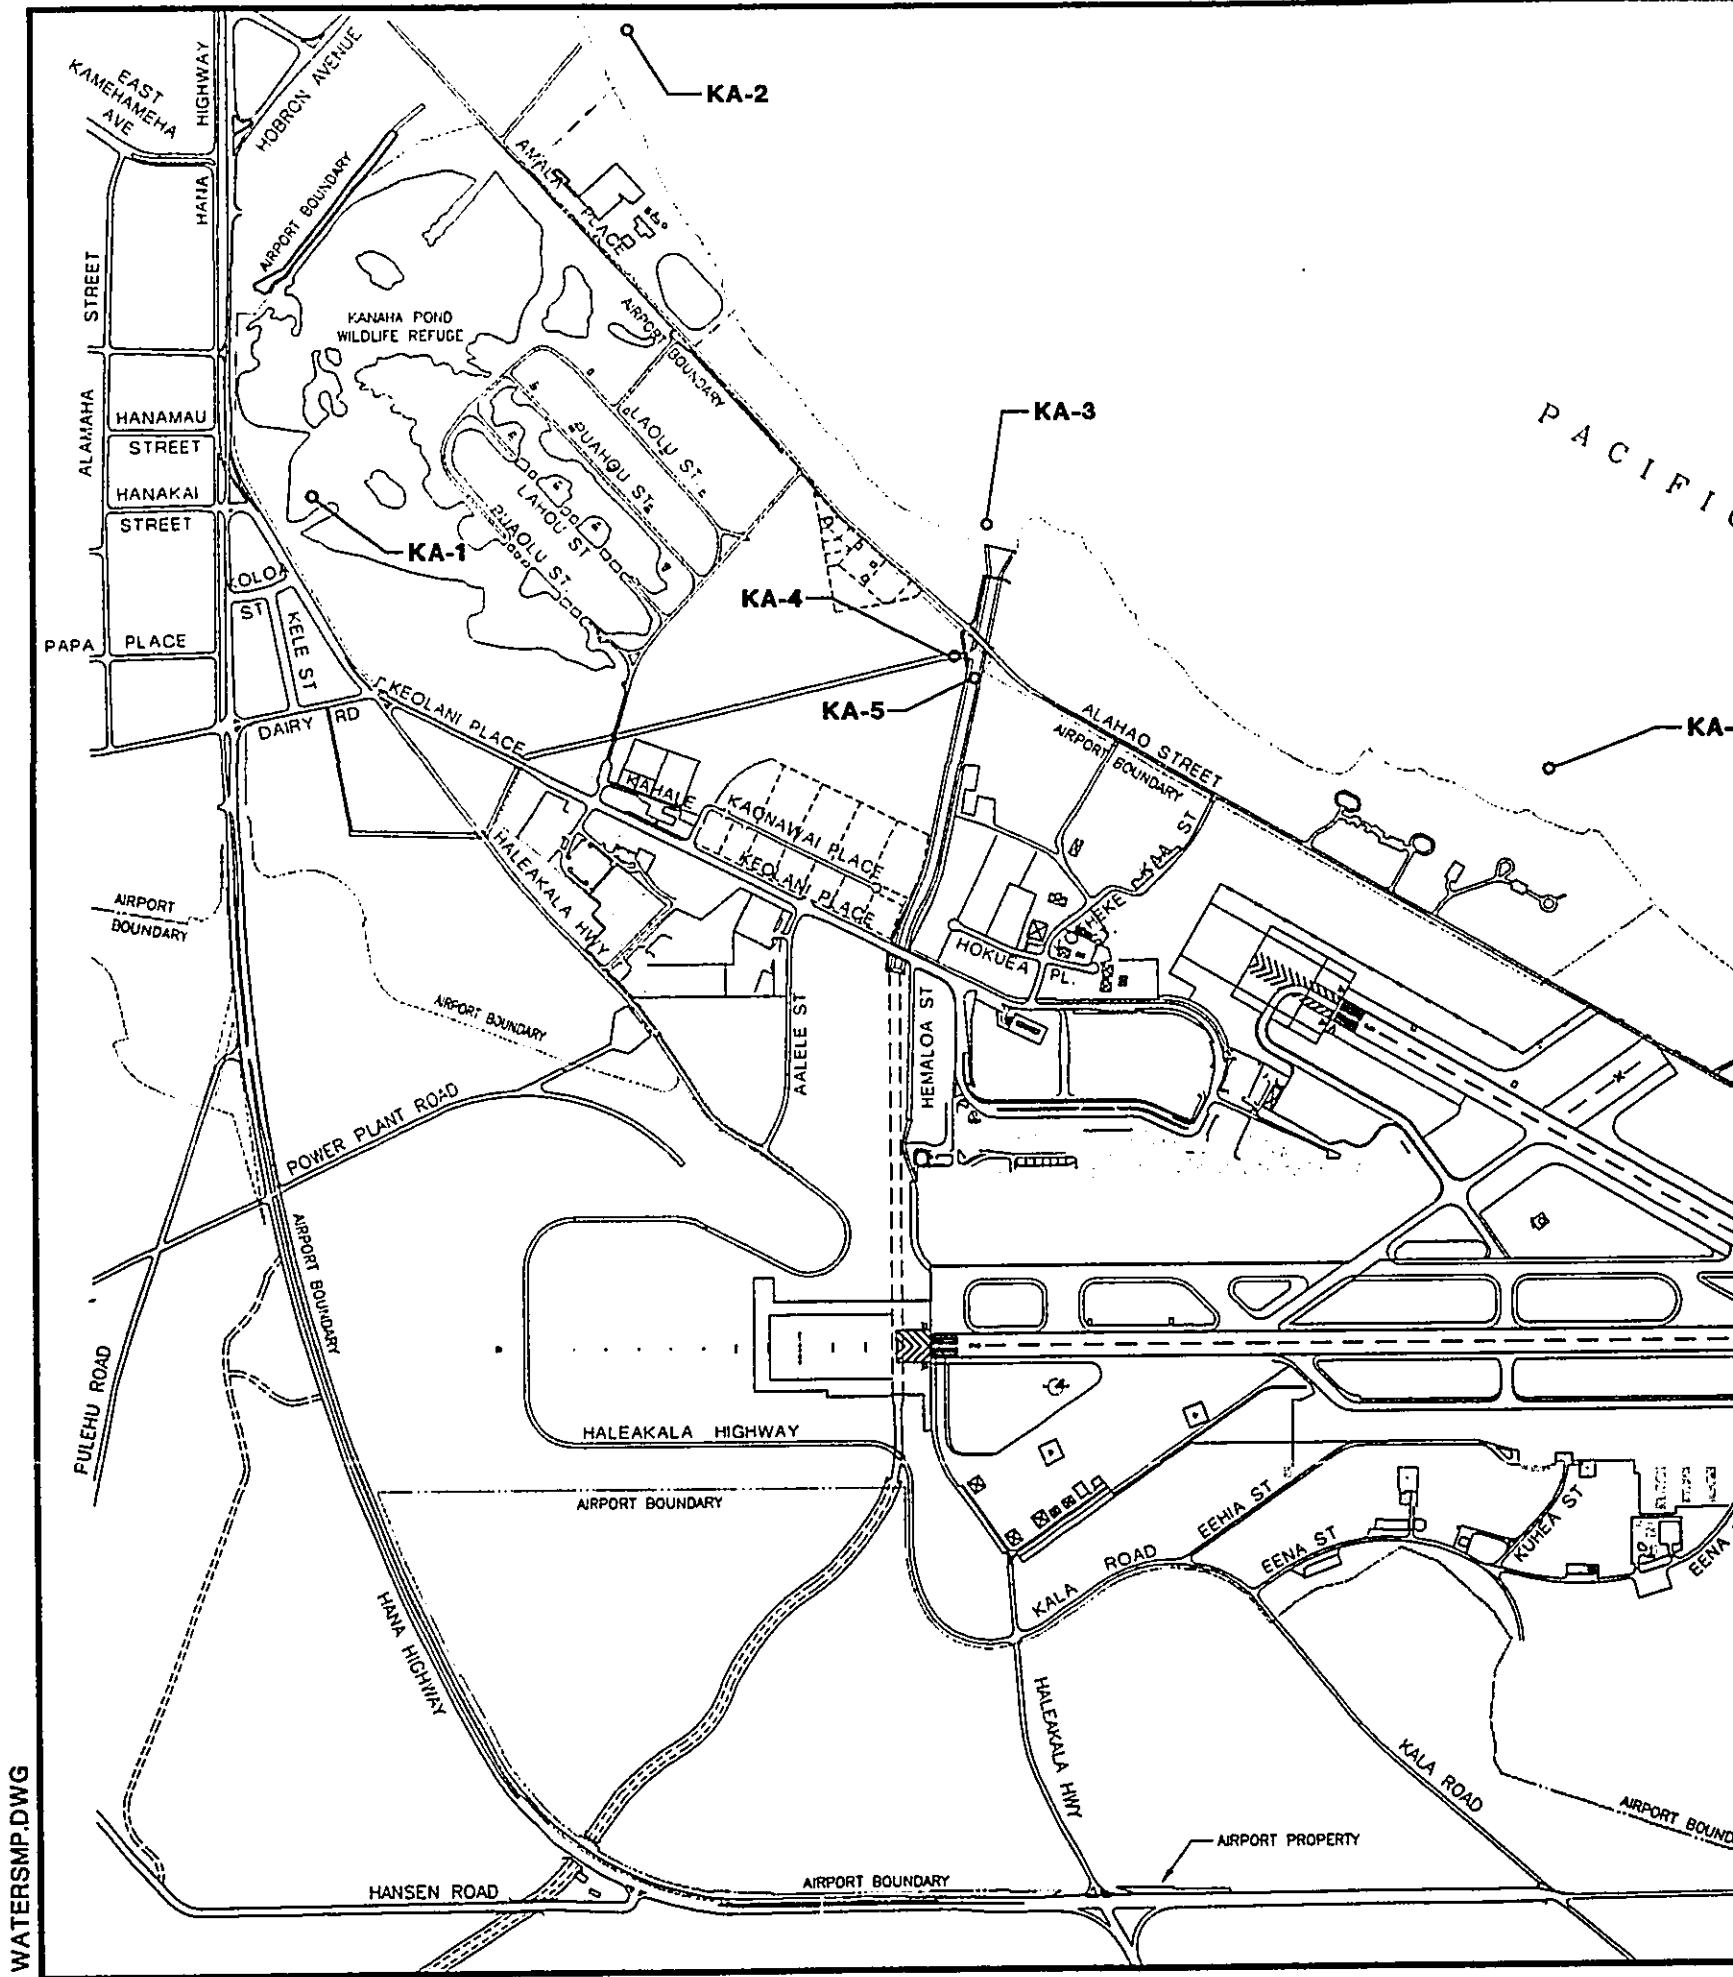 KA-2
EAST
KAMEHAMEHA
AVE
HANA HIGHWAY
HOBRON AVENUE
AIRPORT BOUNDARY
AMALA PLACE
KANAHA POND
WILDLIFE REFUGE
AIRPORT BOUNDARY
ALAMAHA STREET
HANAMAU
STREET
HANAKAI
STREET
LAOLU ST
PUAHOU ST
LAHOU ST
PUAOLU ST
KA-1
KA-3
PACIFIC
KOLOA
ST
KELE ST
PAPA PLACE
DAIRY RD
KEOLANI PLACE
KA-4
KA-5
ALAHAO STREET
AIRPORT
BOUNDARY
KA-
KAHALE
KAONAWAI PLACE
KEOLANI PLACE
HALEAKALA HWY
AIRPORT
BOUNDARY
AIRPORT BOUNDARY
KAA ST
HOKUEA PL.
HEMALOA ST
AALELE ST
POWER PLANT ROAD
AIRPORT BOUNDARY
PULEHU ROAD
2
HALEAKALA HIGHWAY
AIRPORT BOUNDARY
EEHIA ST
EENA ST
KUHEA ST
EENA
KALA ROAD
HANA HIGHWAY
HALEAKALA HWY
KALA ROAD
AIRPORT BOUND
AIRPORT PROPERTY
HANSEN ROAD
AIRPORT BOUNDARY
WATERSMP.DWG